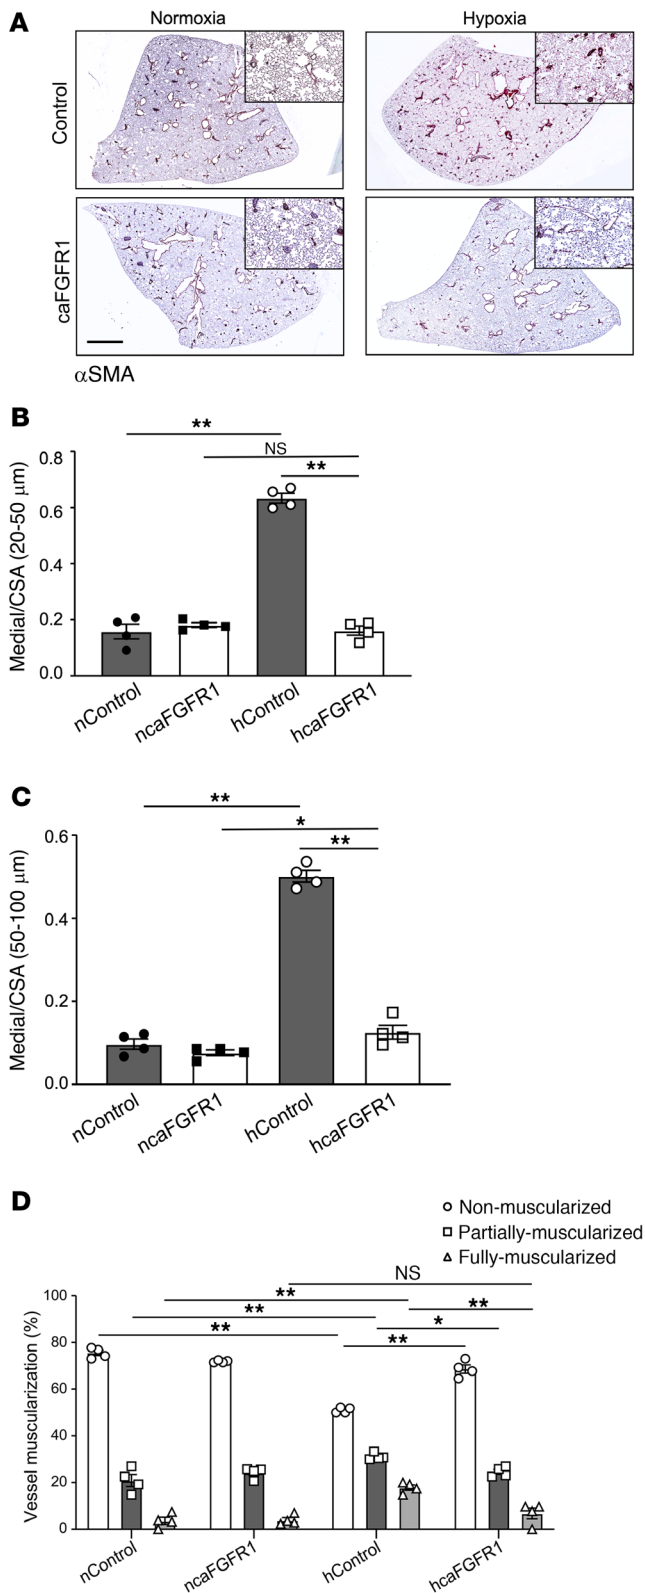 A
Normoxia
Hypoxia
Control
caFGFR1
αSMA
B
**
NS
**
Medial/CSA (20-50 μm)
0.8
0.6
0.4
0.2
0.0
nControl
ncaFGFR1
hControl
hcaFGFR1
C
**
*
**
Medial/CSA (50-100 μm)
0.6
0.4
0.2
0.0
nControl
ncaFGFR1
hControl
hcaFGFR1
D
Non-muscularized
Partially-muscularized
Fully-muscularized
NS
**
**
**
*
**
**
Vessel muscularization (%)
100
80
60
40
20
0
nControl
ncaFGFR1
hControl
hcaFGFR1